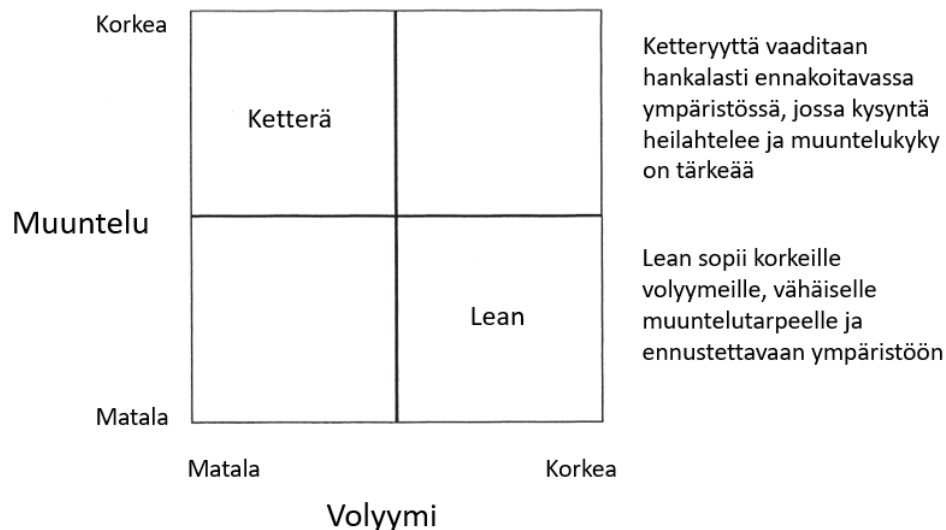 Korkea
Ketterä
Muuntelu
Lean
Matala
Matala
Korkea
Volyymi
Ketteryyttä vaaditaan
hankalasti ennakoitavassa
ympäristössä, jossa kysyntä
heilahtelee ja muuntelukyky
on tärkeää
Lean sopii korkeille
volyymeille, vähäiselle
muuntelutarpeelle ja
ennustettavaan ympäristöön